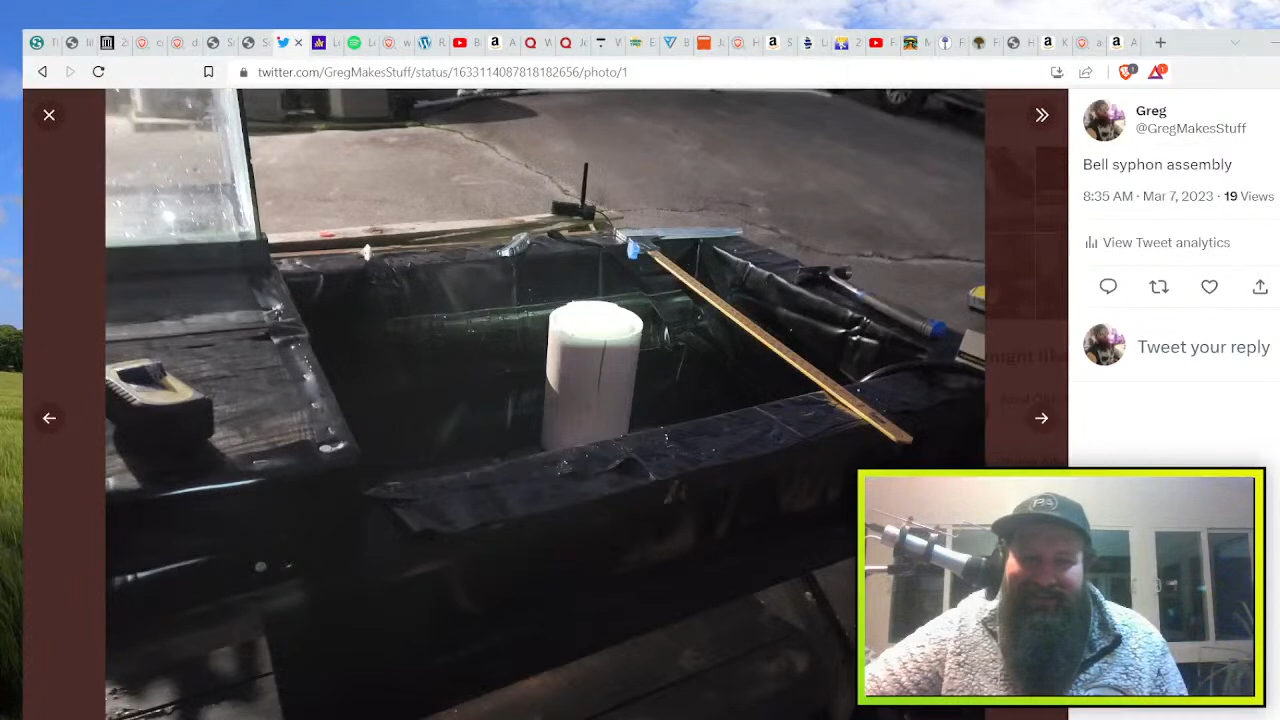 twitter.com/GregMakesStuff/status/1633114087818182656/photo/1
Greg
@GregMakesStuff
Bell syphon assembly
8:35 AM · Mar 7, 2023 · 19 Views
View Tweet analytics
Tweet your reply